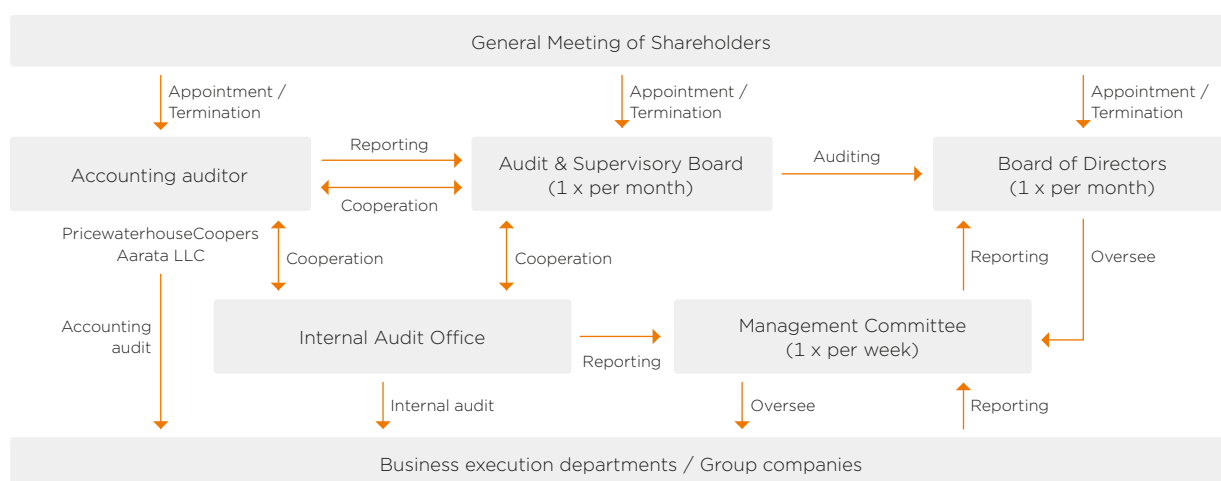 General Meeting of Shareholders
Appointment /
Termination
Appointment /
Termination
Appointment /
Termination
Accounting auditor
Reporting
Cooperation
Audit & Supervisory Board
(1 x per month)
Auditing
Board of Directors
(1 x per month)
PricewaterhouseCoopers
Aarata LLC
Cooperation
Cooperation
Reporting
Oversee
Accounting
audit
Internal Audit Office
Reporting
Management Committee
(1 x per week)
Internal audit
Oversee
Reporting
Business execution departments / Group companies